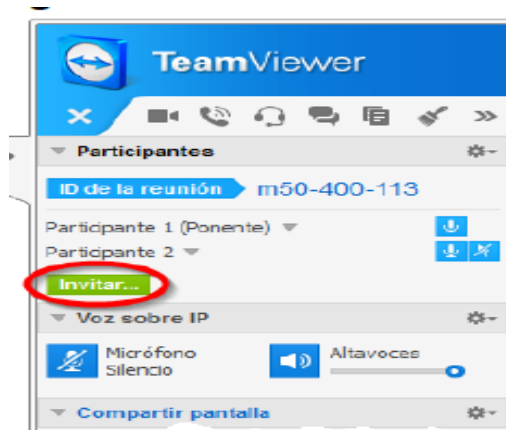 TeamViewer
Participantes
ID de la reunión m50-400-113
Participante 1 (Ponente)
Participante 2
Invitar...
Voz sobre IP
Micrófono Altavoces
Silencio
Compartir pantalla